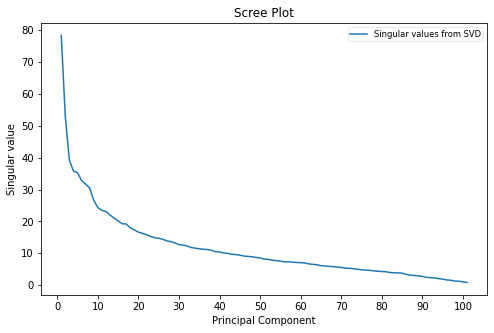 Scree Plot
Singular values from SVD
80
70
60
50
40
30
20
10
0
Singular value
0 10 20 30 40 50 60 70 80 90 100
Principal Component